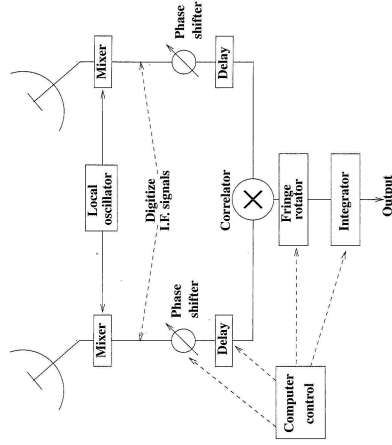 Mixer
Local
oscillator
Mixer
Digitize
I.F. signals
Phase
shifter
Phase
shifter
Delay
Delay
Correlator
Fringe
rotator
Computer
control
Integrator
Output